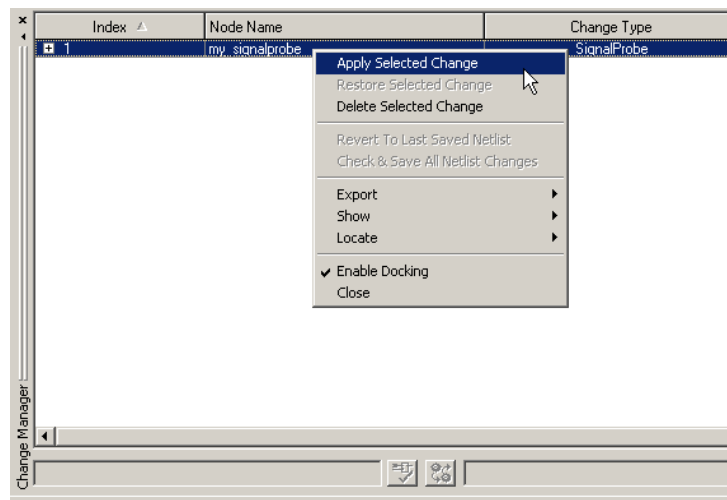 Index Node Name Change Type
1 my_signalprobe SignalProbe
Apply Selected Change
Restore Selected Change
Delete Selected Change
Revert To Last Saved Netlist
Check & Save All Netlist Changes
Export
Show
Locate
Enable Docking
Close
Change Manager